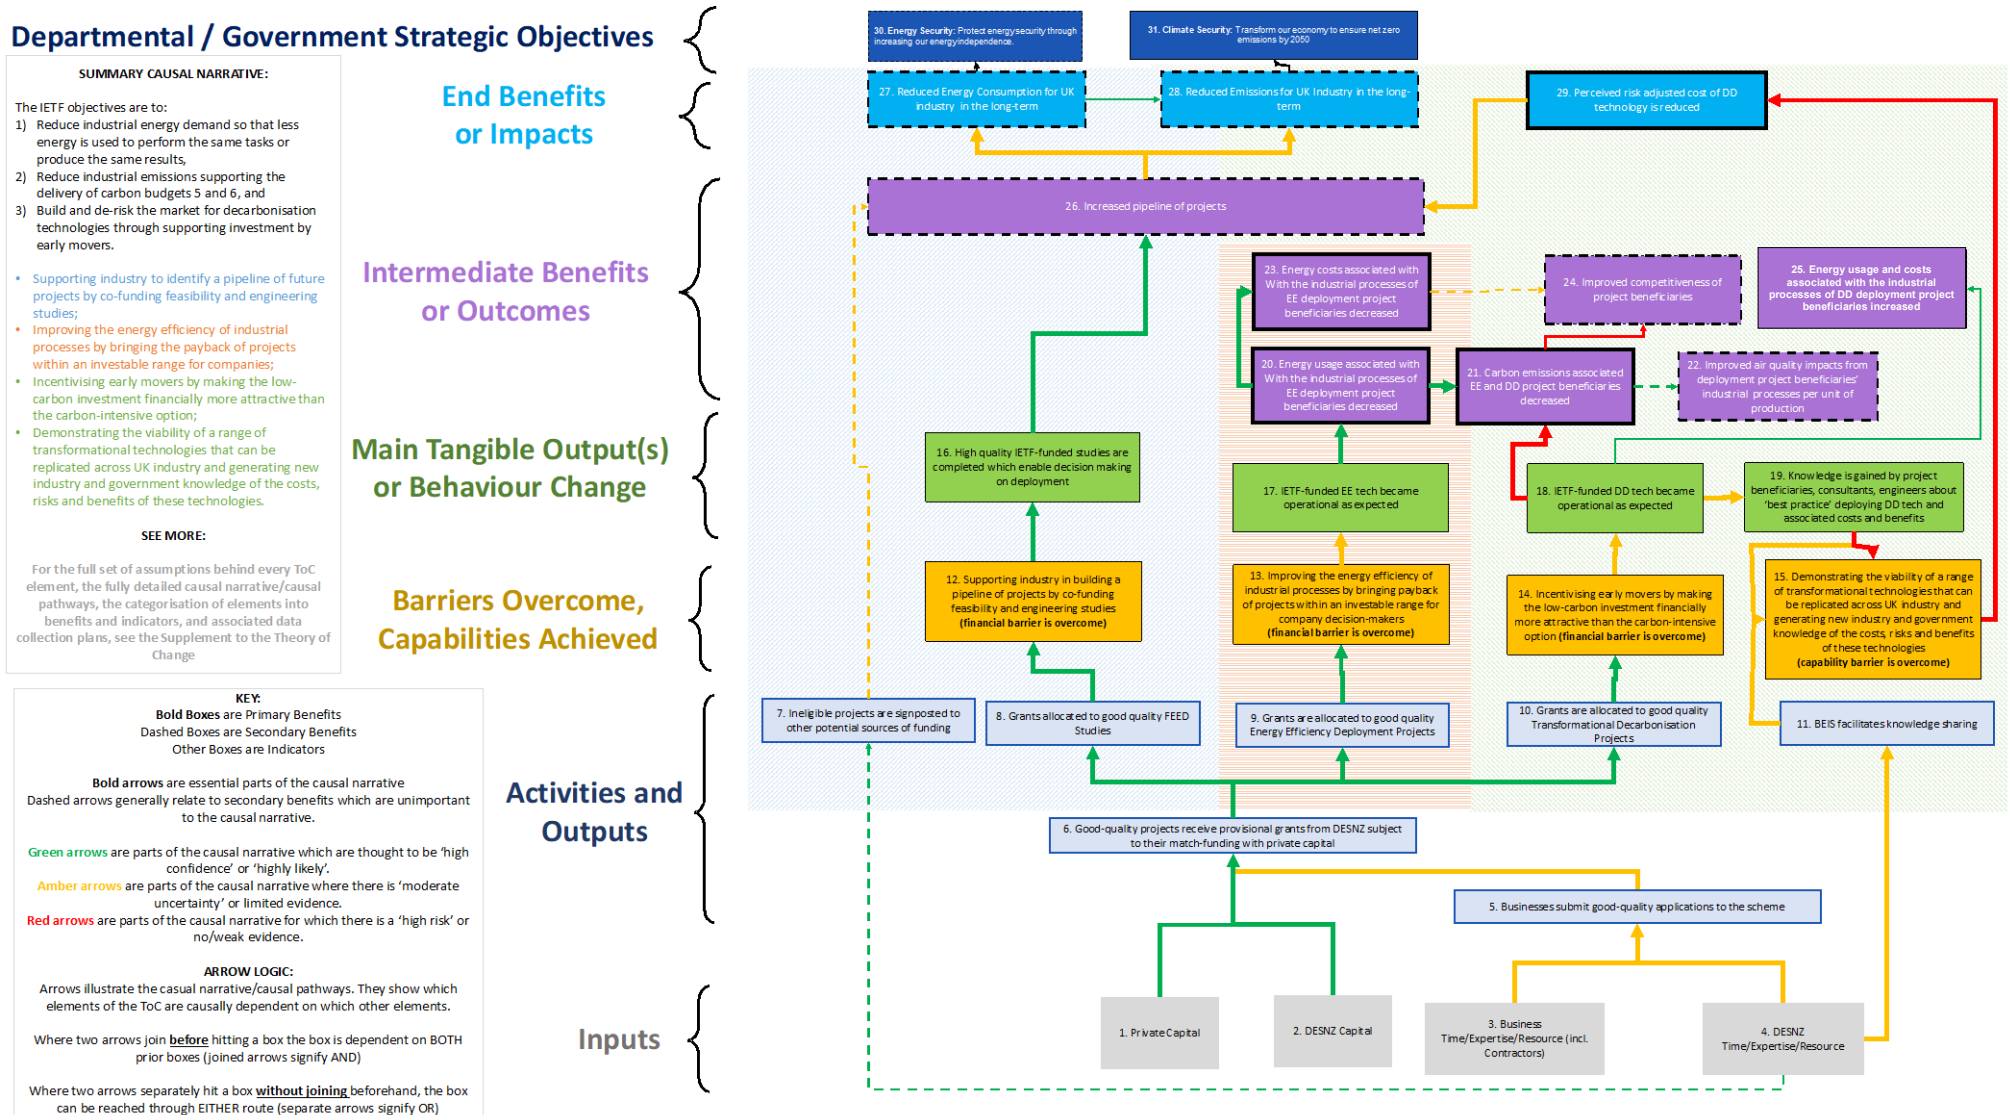 Departmental / Government Strategic Objectives
SUMMARY CAUSAL NARRATIVE:
The IETF objectives are to:
1) Reduce industrial energy demand so that less
energy is used to perform the same tasks or
produce the same results,
2) Reduce industrial emissions supporting the
delivery of carbon budgets 5 and 6, and
3) Build and de-risk the market for decarbonisation
technologies through supporting investment by
early movers.
• Supporting industry to identify a pipeline of future
projects by co-funding feasibility and engineering
studies;
• Improving the energy efficiency of industrial
processes by bringing the payback of projects
within an investable range for companies;
• Incentivising early movers by making the low-
carbon investment financially more attractive than
the carbon-intensive option;
• Demonstrating the viability of a range of
transformational technologies that can be
replicated across UK industry and generating new
industry and government knowledge of the costs,
risks and benefits of these technologies.
SEE MORE:
For the full set of assumptions behind every ToC
element, the fully detailed causal narrative/causal
pathways, the categorisation of elements into
benefits and indicators, and associated data
collection plans, see the Supplement to the Theory of
Change
KEY:
Bold Boxes are Primary Benefits
Dashed Boxes are Secondary Benefits
Other Boxes are Indicators
Bold arrows are essential parts of the causal narrative
Dashed arrows generally relate to secondary benefits which are unimportant
to the causal narrative.
Green arrows are parts of the causal narrative which are thought to be 'high
confidence' or 'highly likely'.
Amber arrows are parts of the causal narrative where there is 'moderate
uncertainty' or limited evidence.
Red arrows are parts of the causal narrative for which there is a 'high risk' or
no/weak evidence.
ARROW LOGIC:
Arrows illustrate the casual narrative/causal pathways. They show which
elements of the ToC are causally dependent on which other elements.
Where two arrows join before hitting a box the box is dependent on BOTH
prior boxes (joined arrows signify AND)
Where two arrows separately hit a box without joining beforehand, the box
can be reached through EITHER route (separate arrows signify OR)
End Benefits
or Impacts
Intermediate Benefits
or Outcomes
Main Tangible Output(s)
or Behaviour Change
Barriers Overcome,
Capabilities Achieved
Activities and
Outputs
Inputs
30. Energy Security: Protect energy security through
increasing our energy independence.
31. Climate Security: Transform our economy to ensure net zero
emissions by 2050
27. Reduced Energy Consumption for UK
industry in the long-term
28. Reduced Emissions for UK Industry in the long-
term
29. Perceived risk adjusted cost of DD
technology is reduced
26. Increased pipeline of projects
23. Energy costs associated with
With the industrial processes of
EE deployment project
beneficiaries decreased
24. Improved competitiveness of
project beneficiaries
25. Energy usage and costs
associated with the industrial
processes of DD deployment project
beneficiaries increased
20. Energy usage associated with
With the industrial processes of
EE deployment project
beneficiaries decreased
21. Carbon emissions associated
EE and DD project beneficiaries
decreased
22. Improved air quality impacts from
deployment project beneficiaries'
industrial processes per unit of
production
16. High quality IETF-funded studies are
completed which enable decision making
on deployment
17. IETF-funded EE tech became
operational as expected
18. IETF-funded DD tech became
operational as expected
19. Knowledge is gained by project
beneficiaries, consultants, engineers about
'best practice' deploying DD tech and
associated costs and benefits
12. Supporting industry in building a
pipeline of projects by co-funding
feasibility and engineering studies
(financial barrier is overcome)
13. Improving the energy efficiency of
industrial processes by bringing payback
of projects within an investable range for
company decision-makers
(financial barrier is overcome)
14. Incentivising early movers by making
the low-carbon investment financially
more attractive than the carbon-intensive
option (financial barrier is overcome)
15. Demonstrating the viability of a range
of transformational technologies that can
be replicated across UK industry and
generating new industry and government
knowledge of the costs, risks and benefits
of these technologies
(capability barrier is overcome)
7. Ineligible projects are signposted to
other potential sources of funding
8. Grants allocated to good quality FEED
Studies
9. Grants are allocated to good quality
Energy Efficiency Deployment Projects
10. Grants are allocated to good quality
Transformational Decarbonisation
Projects
11. BEIS facilitates knowledge sharing
6. Good-quality projects receive provisional grants from DESNZ subject
to their match-funding with private capital
5. Businesses submit good-quality applications to the scheme
1. Private Capital
2. DESNZ Capital
3. Business
Time/Expertise/Resource (incl.
Contractors)
4. DESNZ
Time/Expertise/Resource